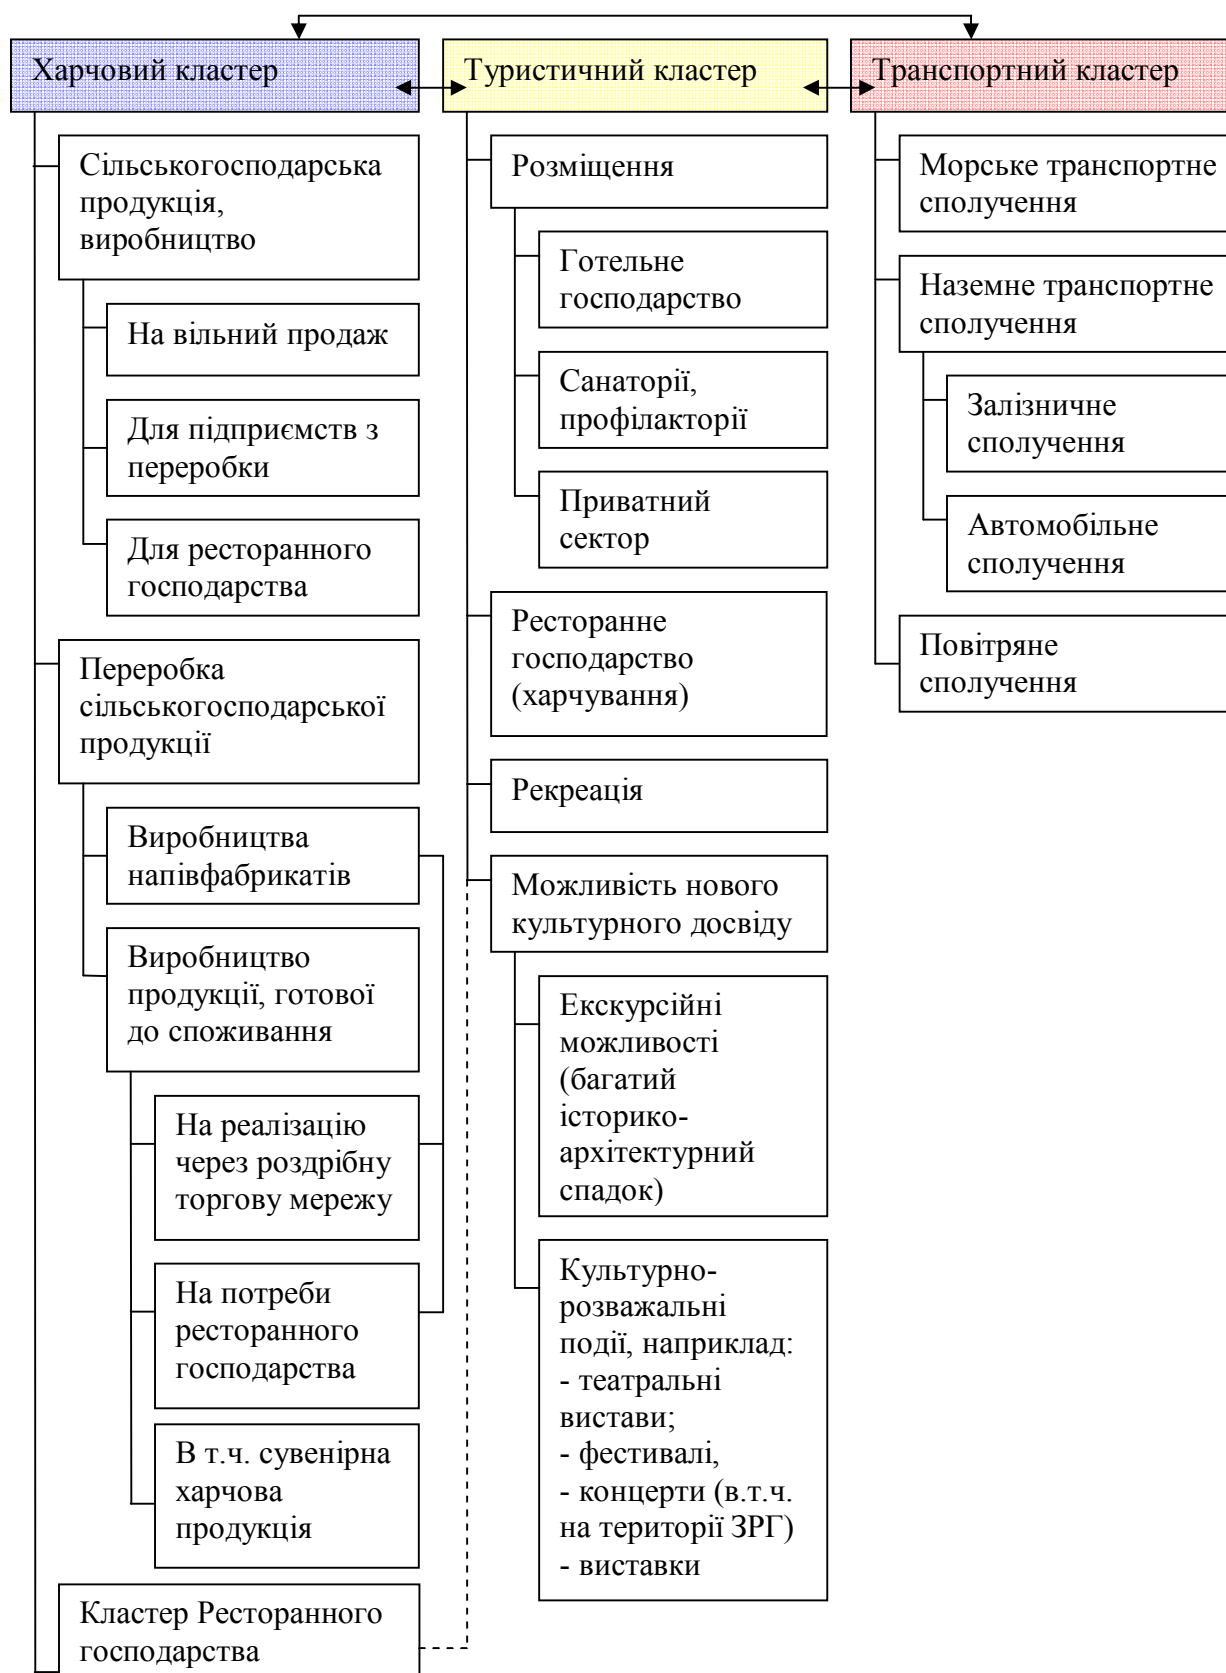 Харчовий кластер
Сільськогосподарська
продукція,
виробництво
На вільний продаж
Для підприємств з
переробки
Для ресторанного
господарства
Переробка
сільськогосподарської
продукції
Виробництва
напівфабрикатів
Виробництво
продукції, готової
до споживання
На реалізацію
через роздрібну
торгову мережу
На потреби
ресторанного
господарства
В т.ч. сувенірна
харчова
продукція
Кластер Ресторанного
господарства
Туристичний кластер
Розміщення
Готельне
господарство
Санаторії,
профілакторії
Приватний
сектор
Ресторанне
господарство
(харчування)
Рекреація
Можливість нового
культурного досвіду
Екскурсійні
можливості
(багатий
історико-
архітектурний
спадок)
Культурно-
розважальні
події, наприклад:
- театральні
вистави;
- фестивалі,
- концерти (в.т.ч.
на території ЗРГ)
- виставки
Транспортний кластер
Морське транспортне
сполучення
Наземне транспортне
сполучення
Залізничне
сполучення
Автомобільне
сполучення
Повітряне
сполучення